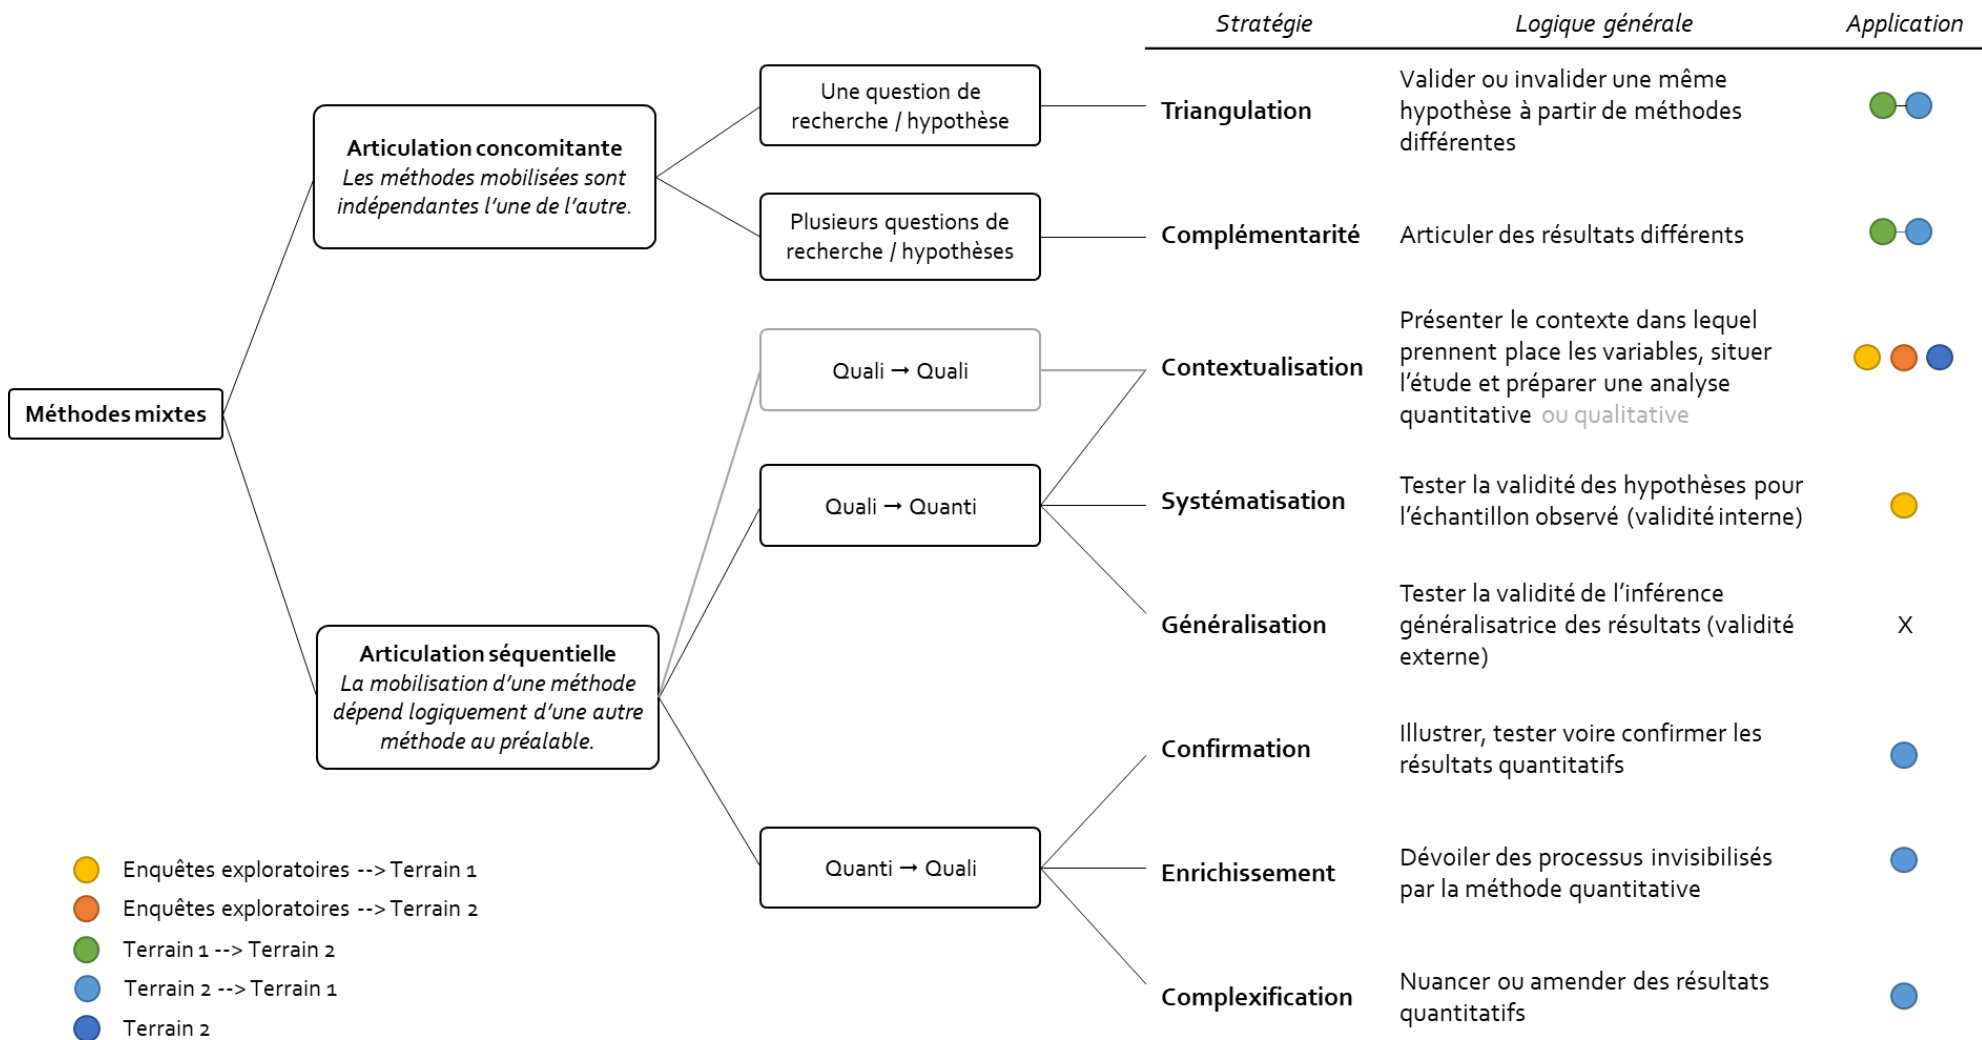 Stratégie
Logique générale
Application
Méthodes mixtes
Articulation concomitante
Les méthodes mobilisées sont
indépendantes l’une de l’autre.
Une question de
recherche / hypothèse
Triangulation
Valider ou invalider une même
hypothèse à partir de méthodes
différentes
Plusieurs questions de
recherche / hypothèses
Complémentarité
Articuler des résultats différents
Articulation séquentielle
La mobilisation d’une méthode
dépend logiquement d’une autre
méthode au préalable.
Quali → Quali
Contextualisation
Présenter le contexte dans lequel
prennent place les variables, situer
l’étude et préparer une analyse
quantitative ou qualitative
Quali → Quanti
Systématisation
Tester la validité des hypothèses pour
l’échantillon observé (validité interne)
Généralisation
Tester la validité de l’inférence
généralisatrice des résultats (validité
externe)
X
Quanti → Quali
Confirmation
Illustrer, tester voire confirmer les
résultats quantitatifs
Enrichissement
Dévoiler des processus invisibilisés
par la méthode quantitative
Complexification
Nuancer ou amender des résultats
quantitatifs
Enquêtes exploratoires --> Terrain 1
Enquêtes exploratoires --> Terrain 2
Terrain 1 --> Terrain 2
Terrain 2 --> Terrain 1
Terrain 2